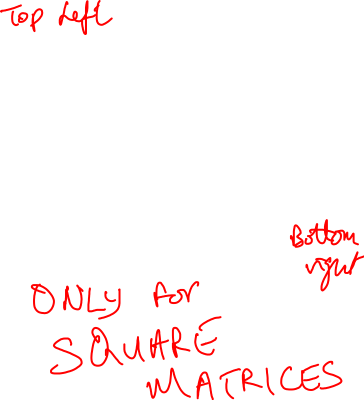 Top Left
Bottom
right
ONLY for
SQUARE
MATRICES